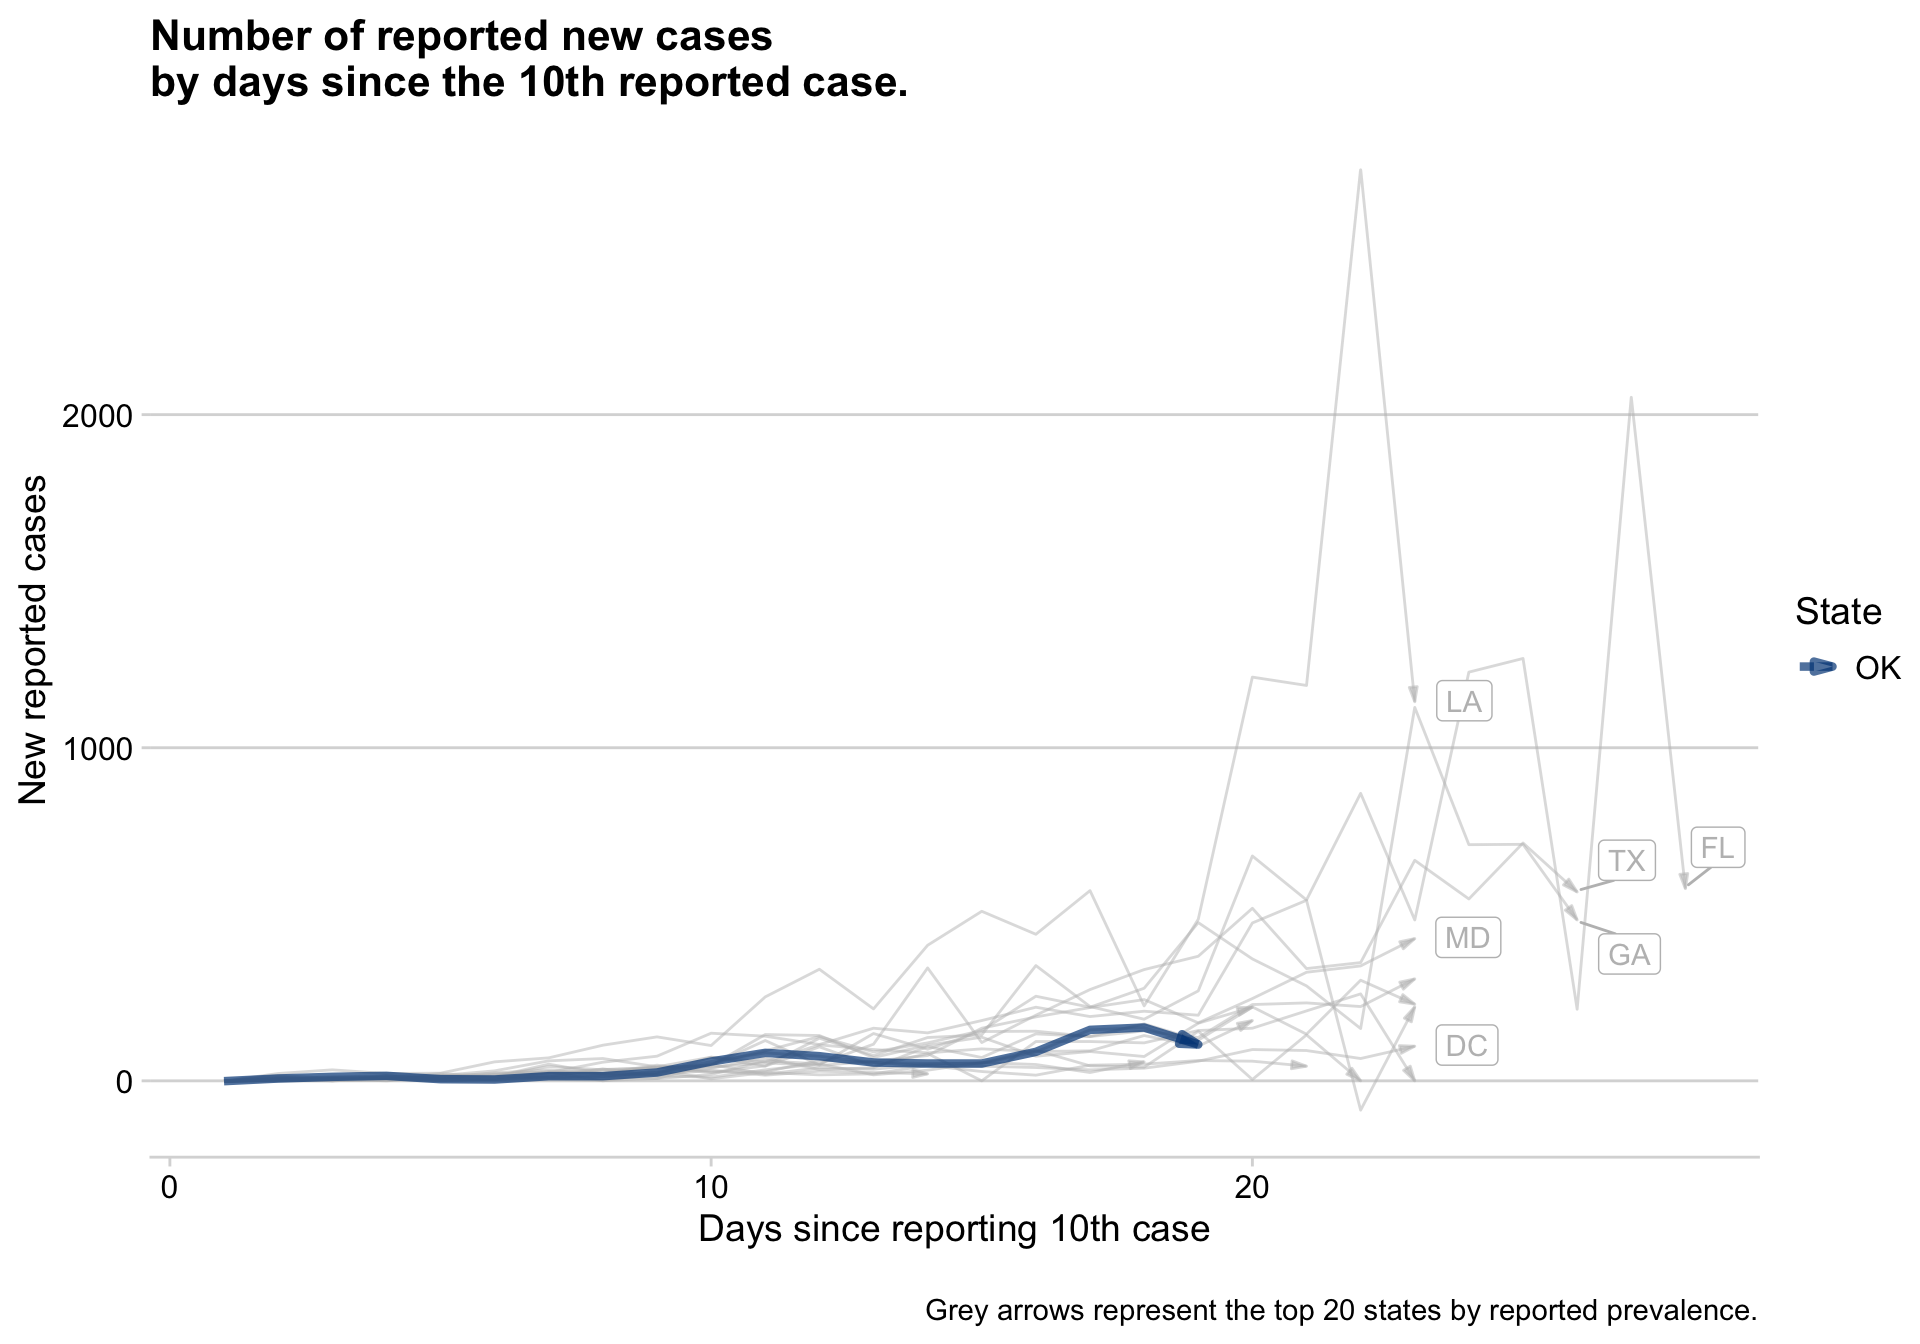 Number of reported new cases
by days since the 10th reported case.
New reported cases
2000
1000
0
LA
TX
FL
MD
GA
DC
State
OK
0
10
20
Days since reporting 10th case
Grey arrows represent the top 20 states by reported prevalence.